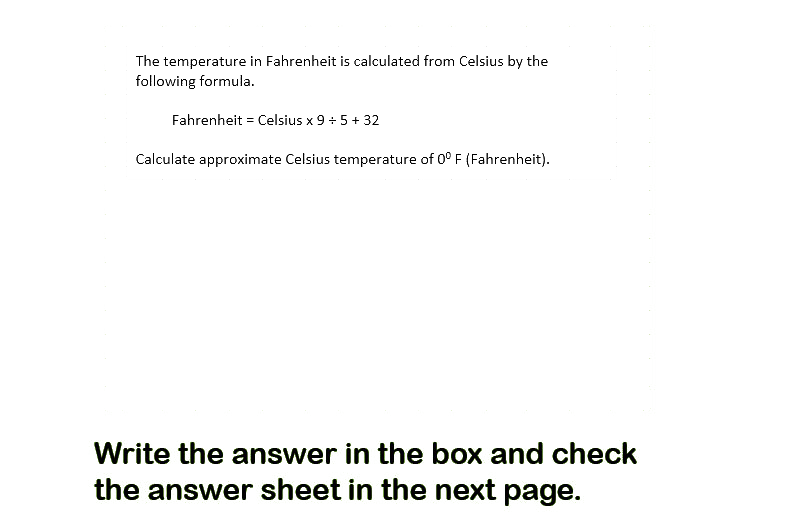 The temperature in Fahrenheit is calculated from Celsius by the
following formula.
Fahrenheit = Celsius x 9 ÷ 5 + 32
Calculate approximate Celsius temperature of 0⁰ F (Fahrenheit).
Write the answer in the box and check
the answer sheet in the next page.